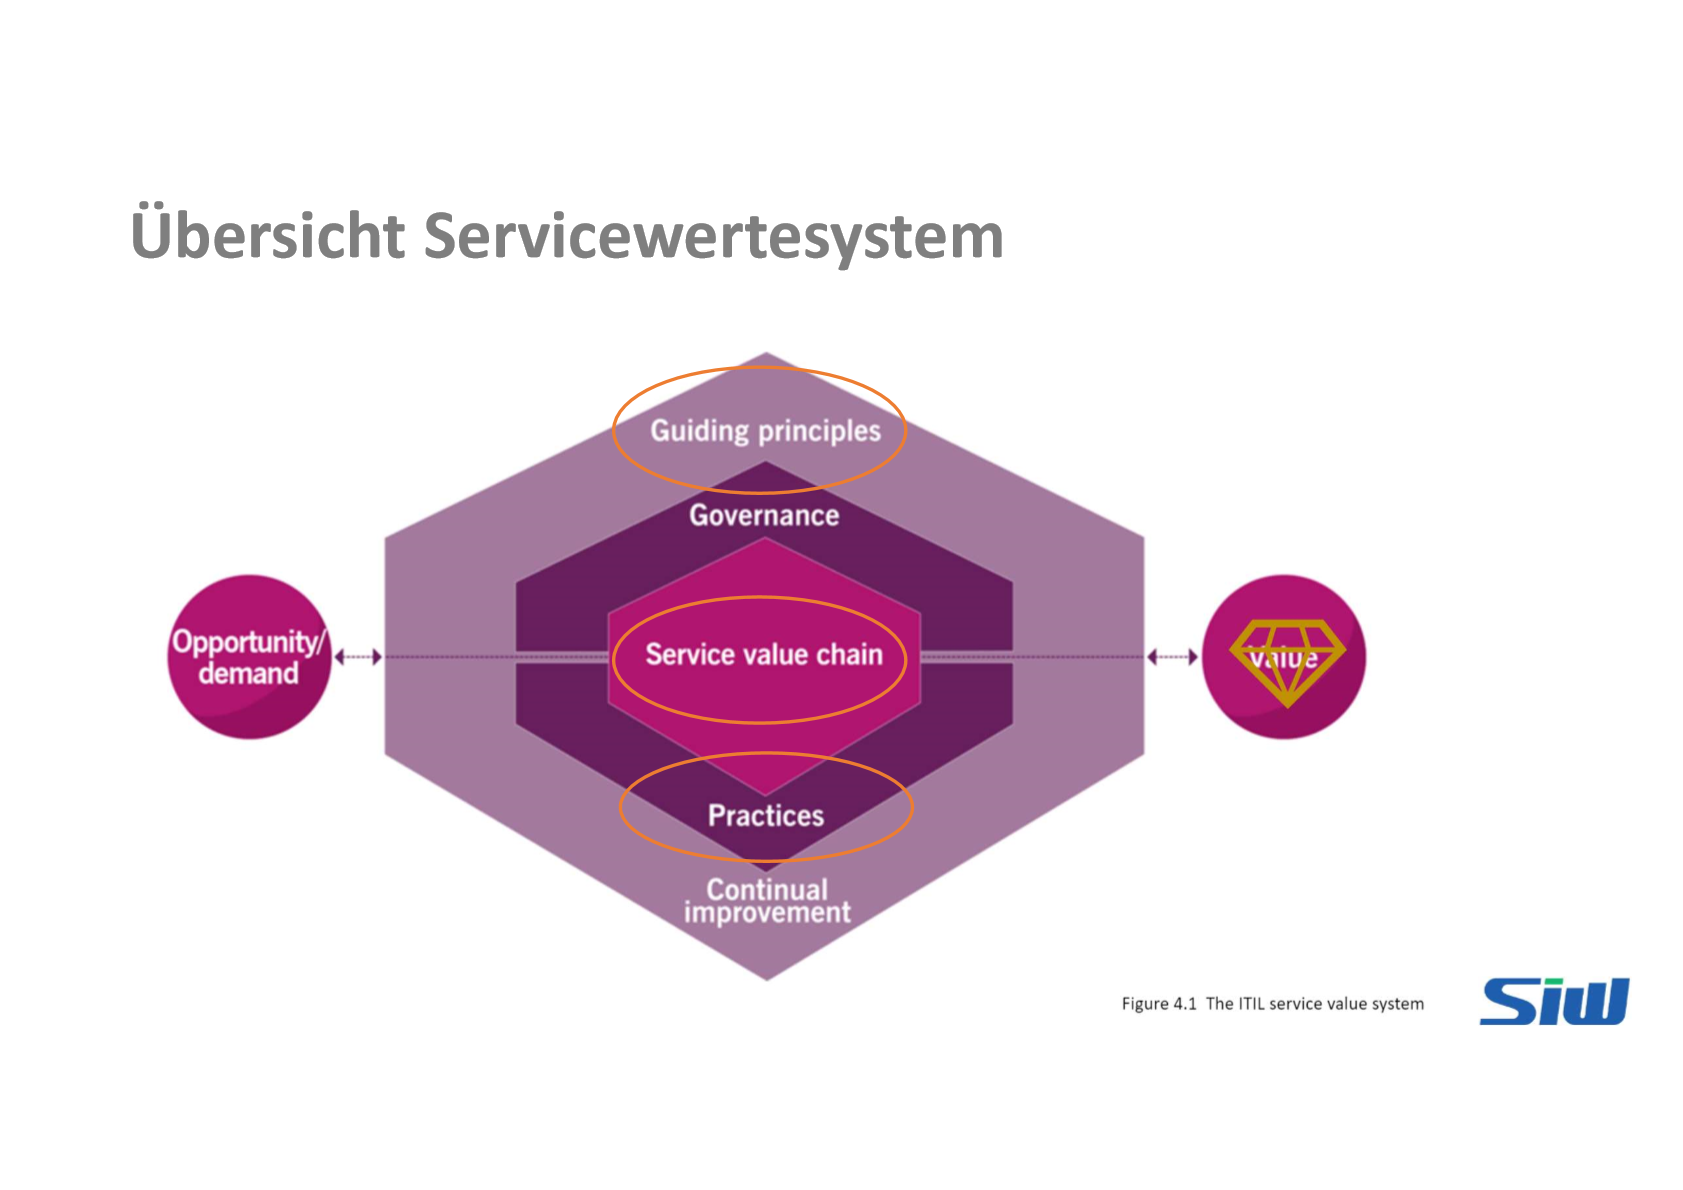 Übersicht Servicewertesystem
Guiding principles
Governance
Opportunity/
demand
Service value chain
Value
Practices
Continual
improvement
Figure 4.1 The ITIL service value system
Siw